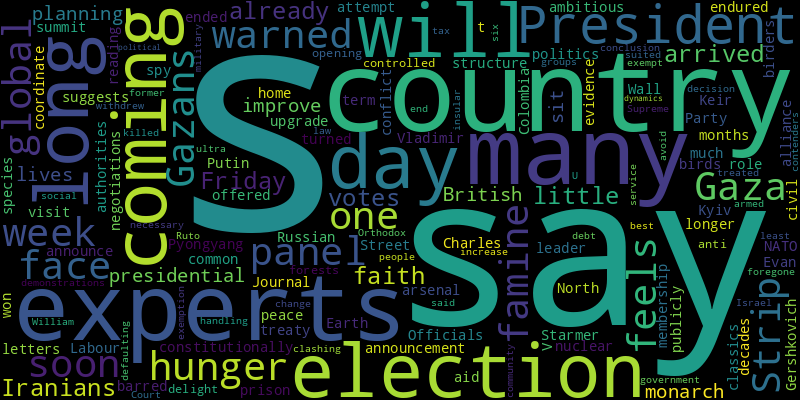 planning already attempt ended ambitious endured
summit warned will President directors
global long coordinate coming political military tax six
reading home opening controlled t politics birders
spy structure Wall arrived
suggests Gazans S country
former improve conflict evidence Keir
authorities upgrade term Colombia sit Party
withdrew killed insular dynamics decision
negotiations groups suited exempt Supreme
conclusion end law turned Vladimir months
ultra day many much alliance contenders
species lives Friday Putin votes birds role avoid
social offered British little Gaza civil
visit week one Russian Kyiv longer
announce Pyongyang common Street Charles leader anti
necessary Ruto Orthodox famine feels NATO
face panel people debt increase best least Evan
presidential Journal faith North treated armed foregone
demonstrations forests arsenal said say strip
won experts change peace treaty Earth Officials Starmer nuclear
William exemption handling membership publicly Israel
letters Labour constitutionally clashing announcement > decades classics Gershkovich
soon defaulting barred hunger aid election community government monarch
Iranians Court delight prison service U